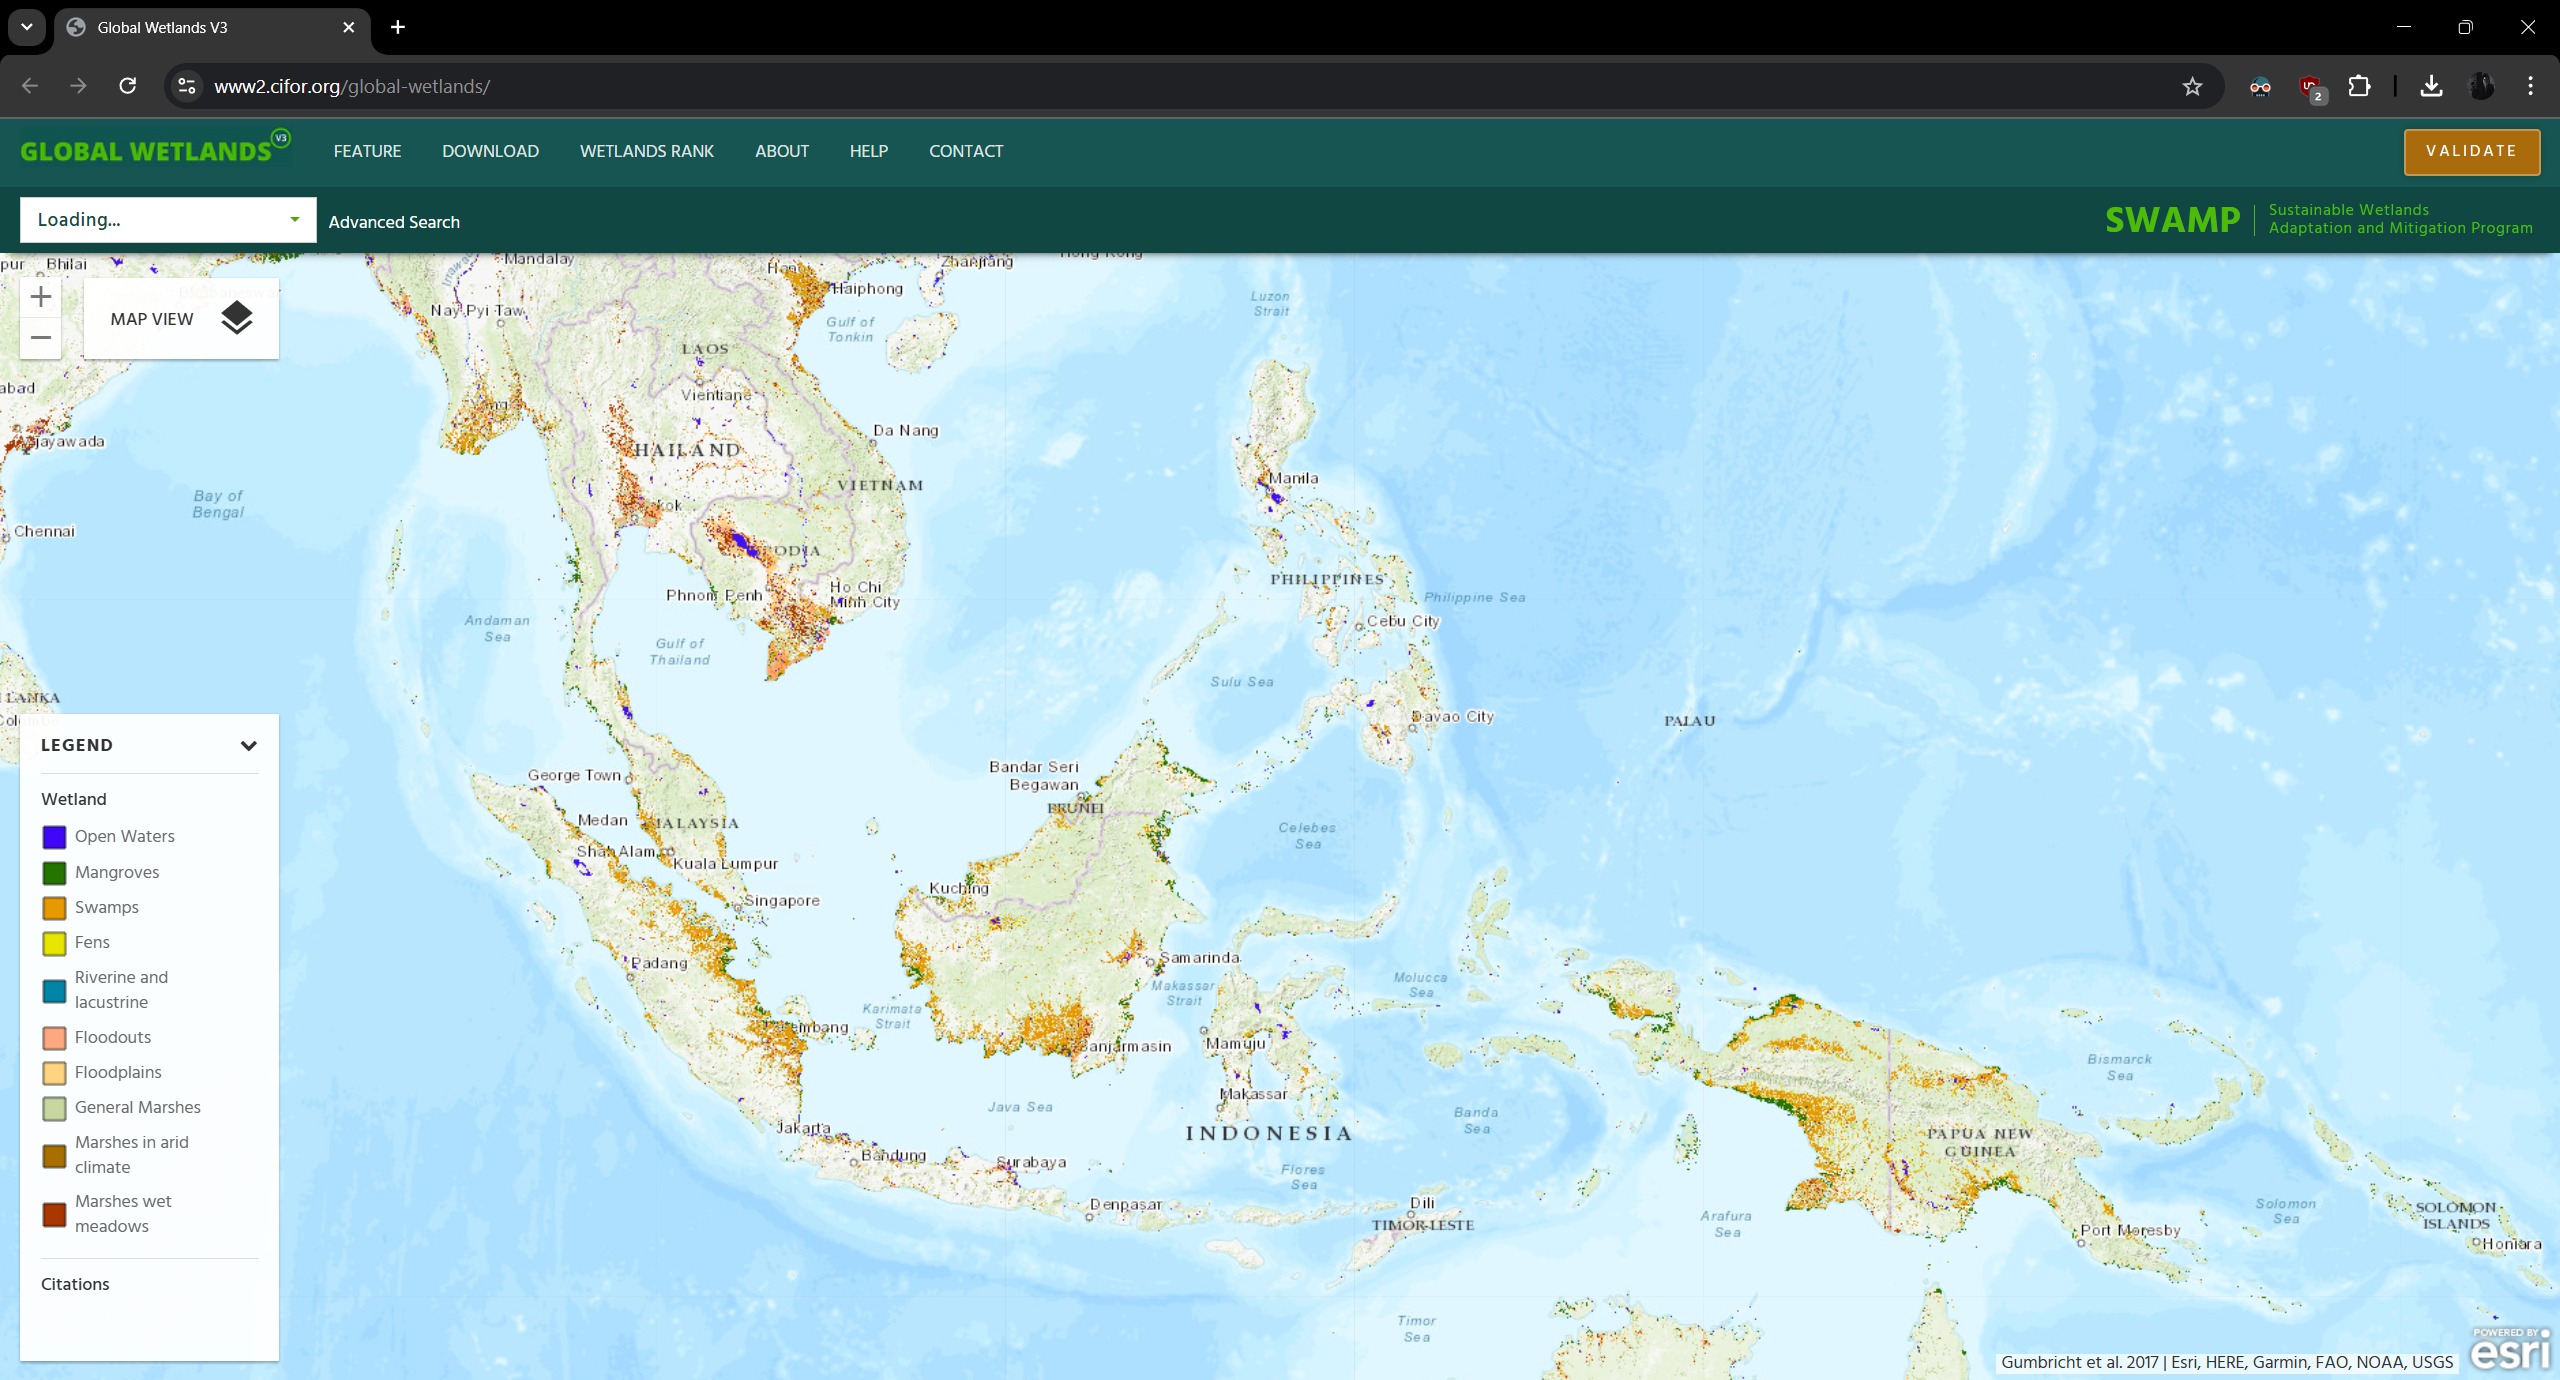 Global Wetlands V3
www2.cifor.org/global-wetlands/
2
GLOBAL WETLANDS V3
FEATURE
DOWNLOAD
WETLANDS RANK
ABOUT
HELP
CONTACT
VALIDATE
Loading...
Advanced Search
SWAMP
Sustainable Wetlands
Adaptation and Mitigation Program
MAP VIEW
Bhilai
Mandalay
Zhanjiang
Haiphong
Nay Pyi Taw
Gulf of
Tonkin
Luzon
Strait
LAOS
Vientiane
Da Nang
HAILAND
VIETNAM
Manila
Bay of
Bengal
Chennai
Phnom Penh
Ho Chi
Minh City
PHILIPPINES
Philippine Sea
Cebu City
Andaman
Sea
Gulf of
Thailand
Sulu Sea
LANKA
Davao City
PALAU
George Town
Bandar Seri
Begawan
BRUNEI
Medan
MALAYSIA
Celebes
Sea
Shah Alam
Kuala Lumpur
Kuching
Singapore
Padang
Samarinda
Makassar
Strait
Molucca
Sea
Karimata
Strait
Mamuju
Bismarck
Sea
Makassar
Java Sea
Banda
Sea
INDONESIA
Jakarta
Bandung
Surabaya
Flores
Sea
PAPUA NEW
GUINEA
Denpasar
Dili
TIMOR-LESTE
Arafura
Sea
Port Moresby
Solomon
Sea
SOLOMON
ISLANDS
Honiara
Timor
Sea
LEGEND
Wetland
Open Waters
Mangroves
Swamps
Fens
Riverine and
lacustrine
Floodouts
Floodplains
General Marshes
Marshes in arid
climate
Marshes wet
meadows
Citations
POWERED BY
esri
Gumbricht et al. 2017 | Esri, HERE, Garmin, FAO, NOAA, USGS